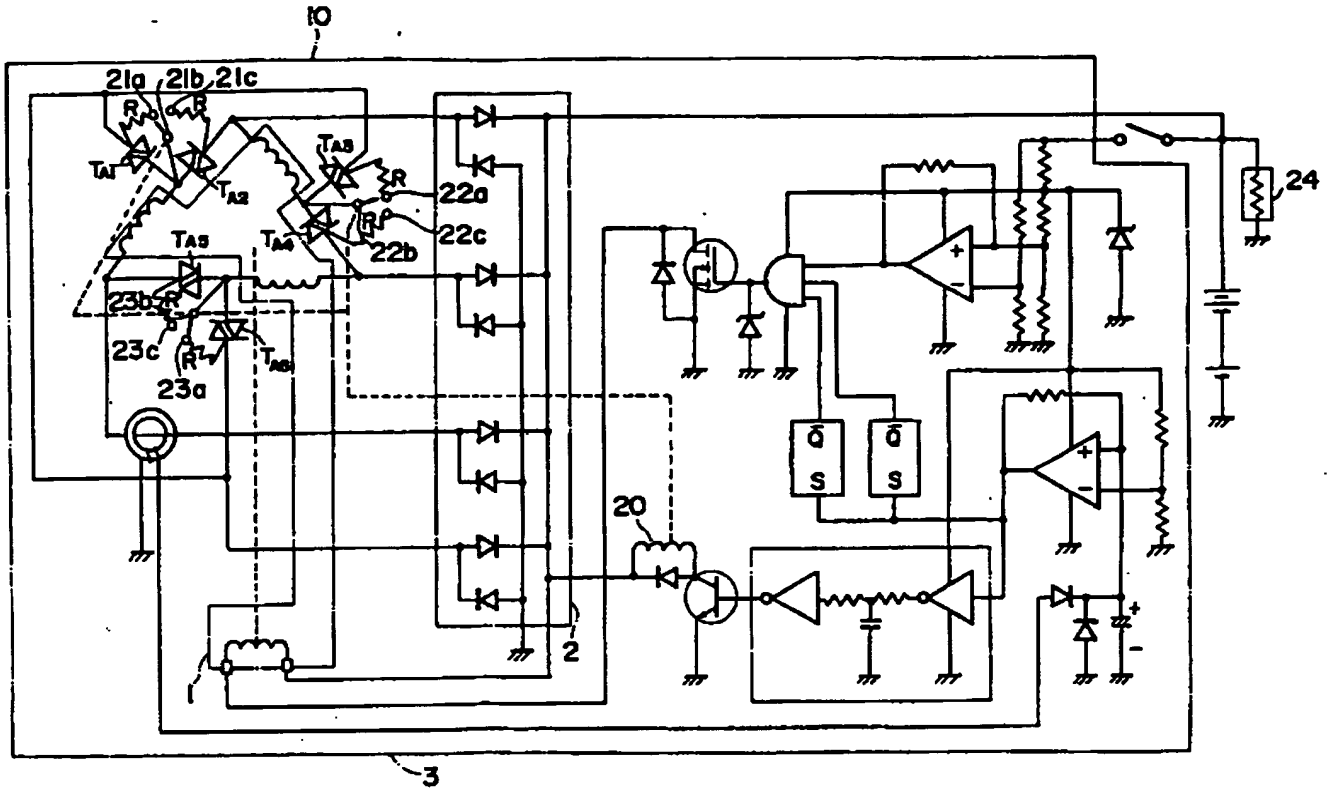 10
21a 21b 21c
R R
TA1
TA2
TA3
R
22a
R
22c
TA4
22b
TA5
23b R
23c
R
TA6
23a
24
+
−
Q̄ Q̄
S S
+
−
20
+
−
1
2
3